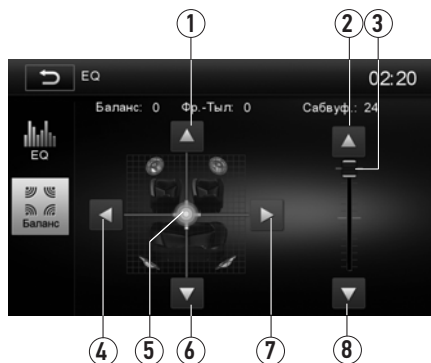 1 2 3
EQ 02:20
Баланс: 0 Фр.-Тыл: 0 Сабвуф.: 24
EQ
Баланс
4 5 6 7 8